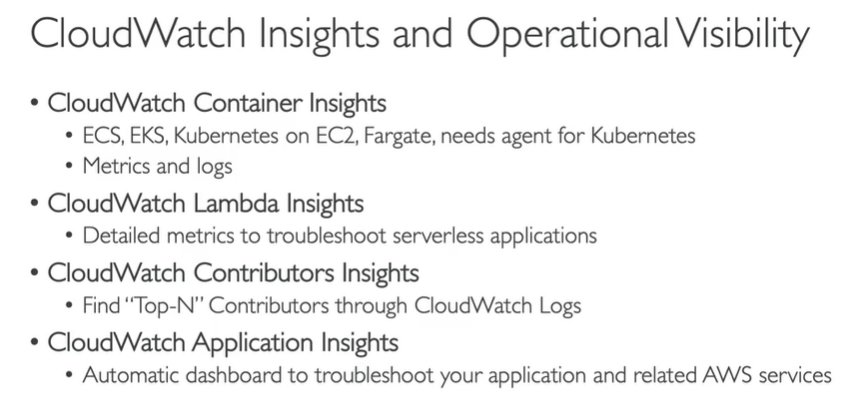 CloudWatch Insights and Operational Visibility
• CloudWatch Container Insights
• ECS, EKS, Kubernetes on EC2, Fargate, needs agent for Kubernetes
• Metrics and logs
• CloudWatch Lambda Insights
• Detailed metrics to troubleshoot serverless applications
• CloudWatch Contributors Insights
• Find “Top-N” Contributors through CloudWatch Logs
• CloudWatch Application Insights
• Automatic dashboard to troubleshoot your application and related AWS services